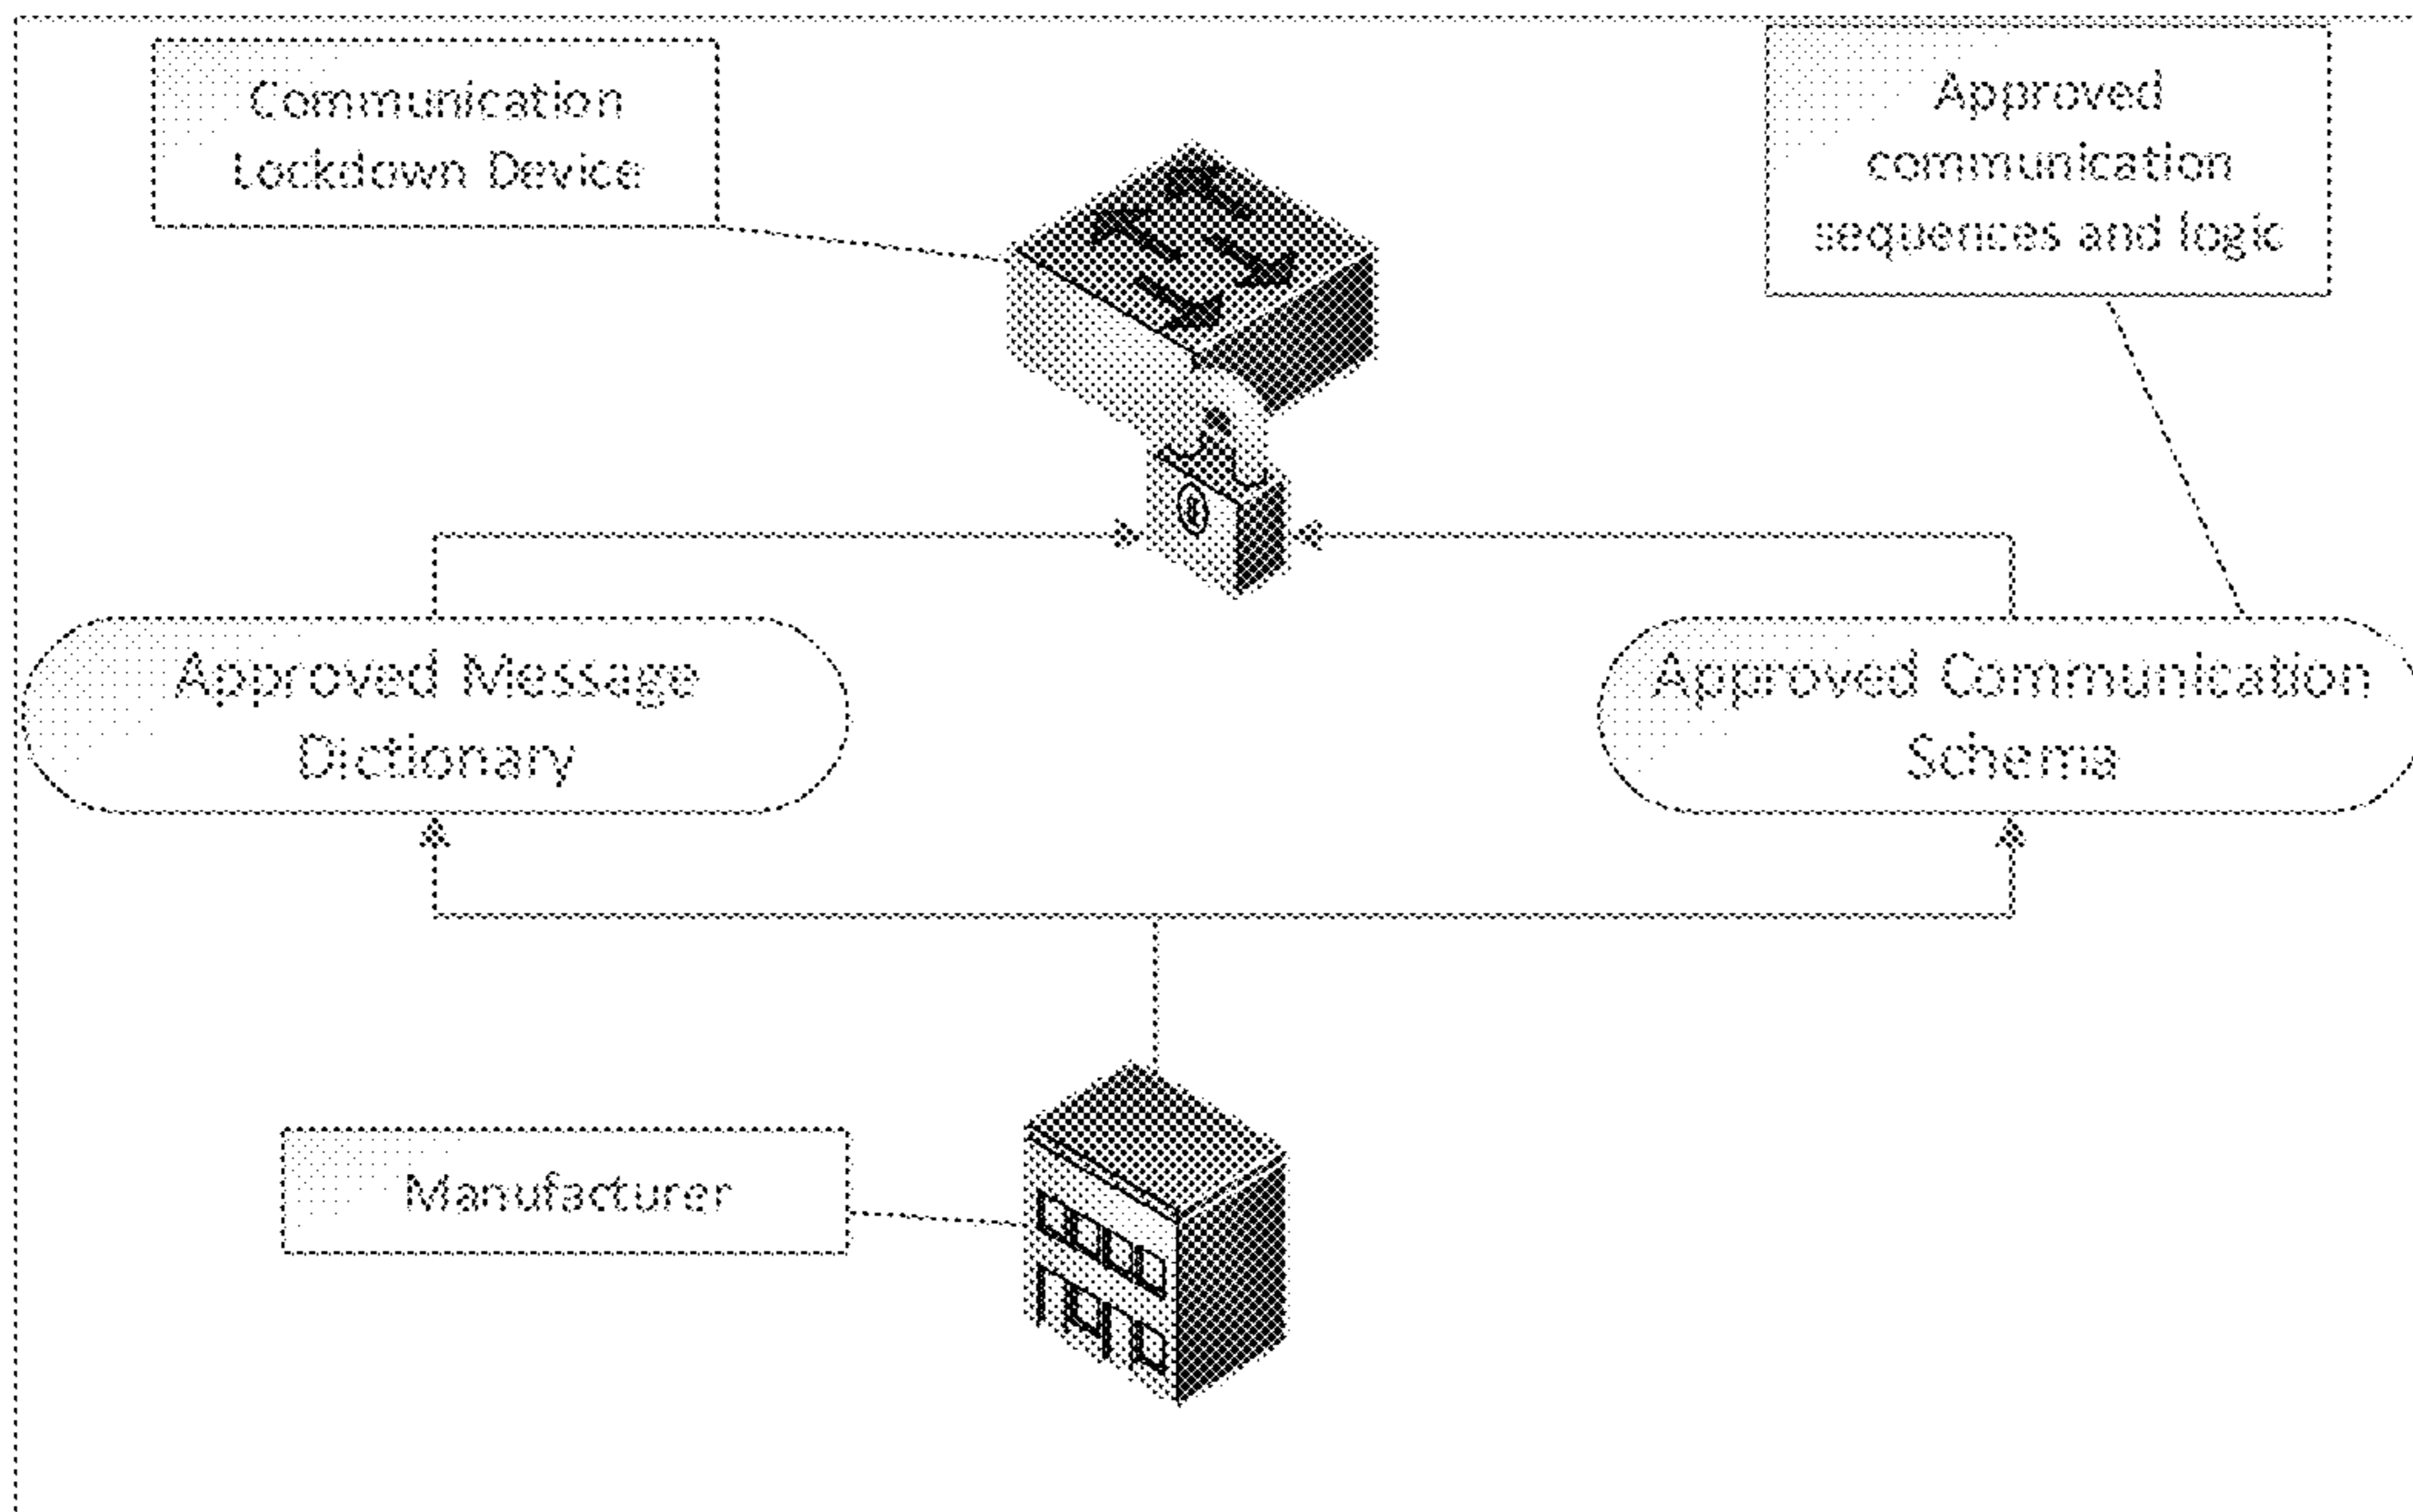 Communication
Lockdown Device
Approved
communication
sequences and logic
Approved Message
Dictionary
Approved Communication
Schema
Manufacturer